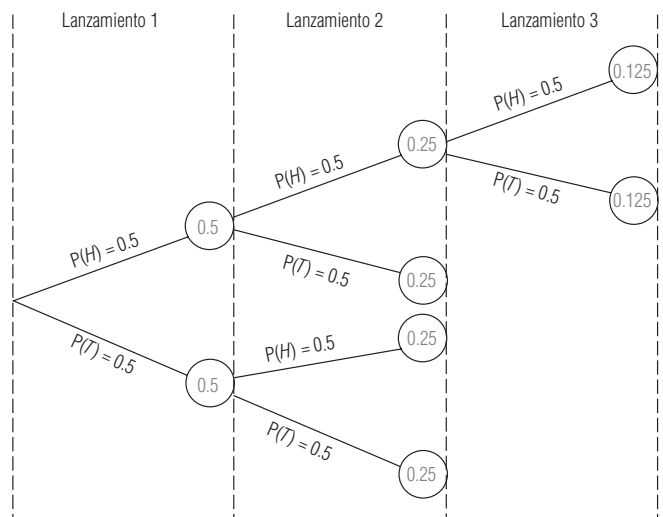 Lanzamiento 1 Lanzamiento 2 Lanzamiento 3
0.125
P(H) = 0.5
0.25
P(H) = 0.5
P(T) = 0.5
0.125
0.5
P(H) = 0.5
P(T) = 0.5
0.25
P(T) = 0.5
P(H) = 0.5
0.25
0.5
P(T) = 0.5
0.25